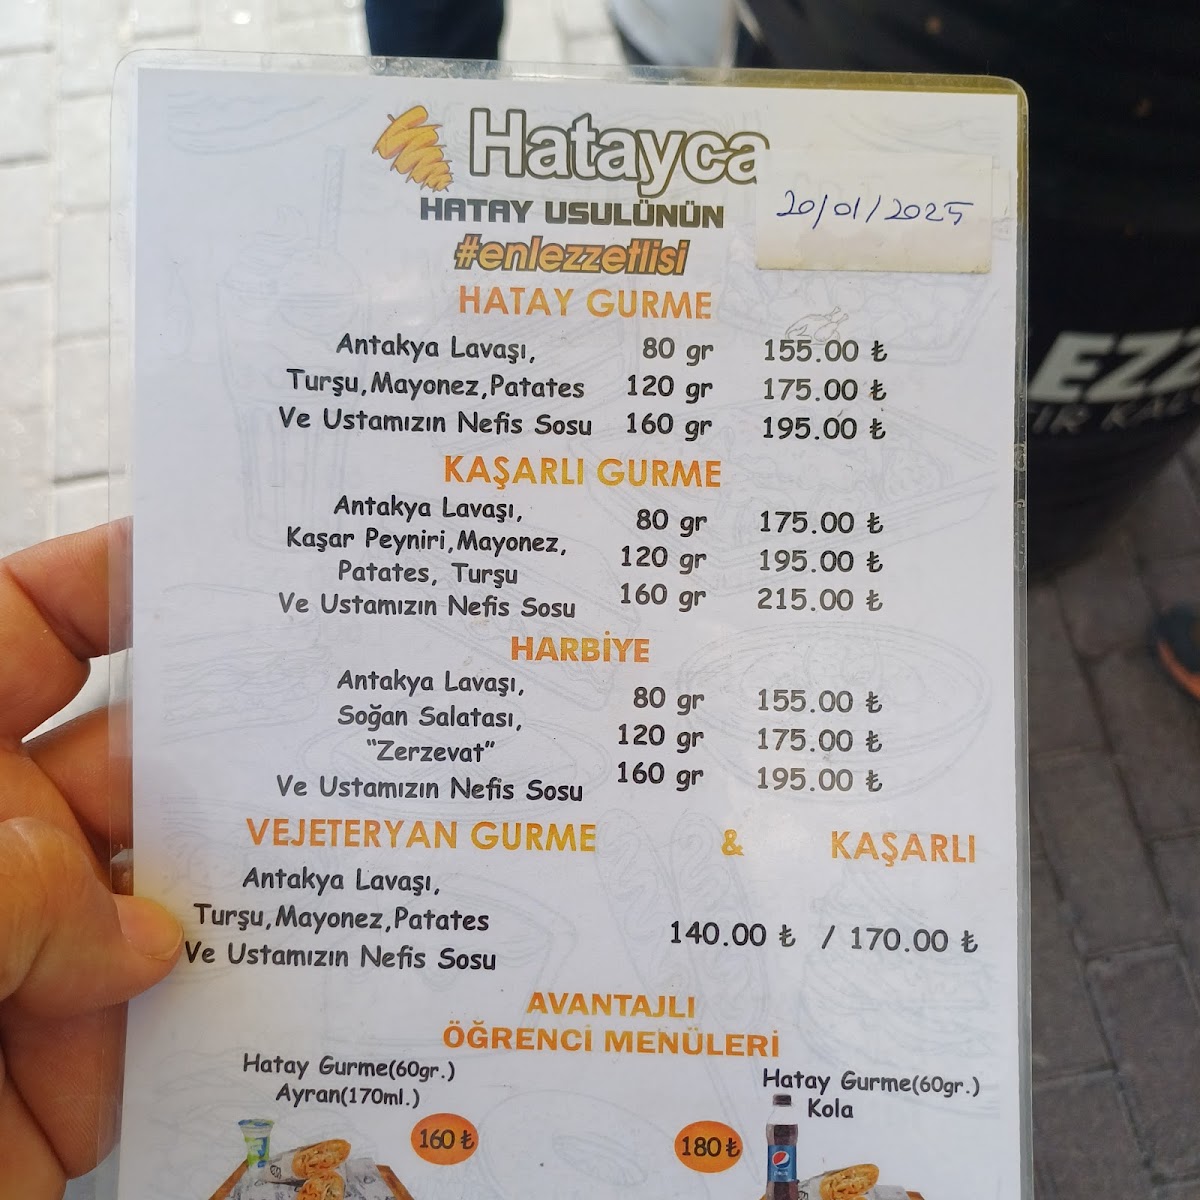 Hatayca
20/01/2025
HATAY USULÜNÜN
#enlezzetlisi
HATAY GURME
Antakya Lavaşı, 80 gr 155.00 ₺
Turşu,Mayonez,Patates 120 gr 175.00 ₺
Ve Ustamızın Nefis Sosu 160 gr 195.00 ₺
KAŞARLI GURME
Antakya Lavaşı, 80 gr 175.00 ₺
Kaşar Peyniri,Mayonez, 120 gr 195.00 ₺
Patates, Turşu
Ve Ustamızın Nefis Sosu 160 gr 215.00 ₺
HARBİYE
Antakya Lavaşı, 80 gr 155.00 ₺
Soğan Salatası, 120 gr 175.00 ₺
"Zerzevat"
Ve Ustamızın Nefis Sosu 160 gr 195.00 ₺
VEJETERYAN GURME & KAŞARLI
Antakya Lavaşı,
Turşu,Mayonez,Patates 140.00 ₺ / 170.00 ₺
Ve Ustamızın Nefis Sosu
AVANTAJLI
ÖĞRENCİ MENÜLERİ
Hatay Gurme(60gr.)
Ayran(170ml.)
160 ₺
Hatay Gurme(60gr.)
Kola
180 ₺
pepsi